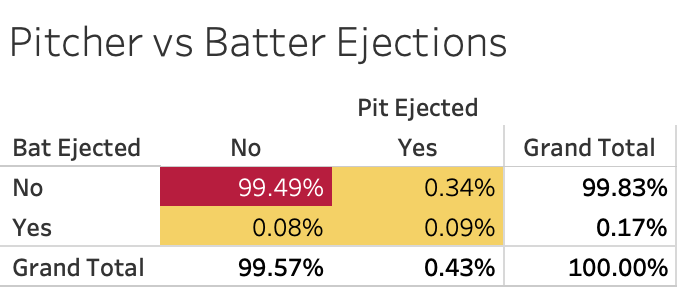 Pitcher vs Batter Ejections
Pit Ejected
Bat Ejected No Yes Grand Total
No 99.49% 0.34% 99.83%
Yes 0.08% 0.09% 0.17%
Grand Total 99.57% 0.43% 100.00%